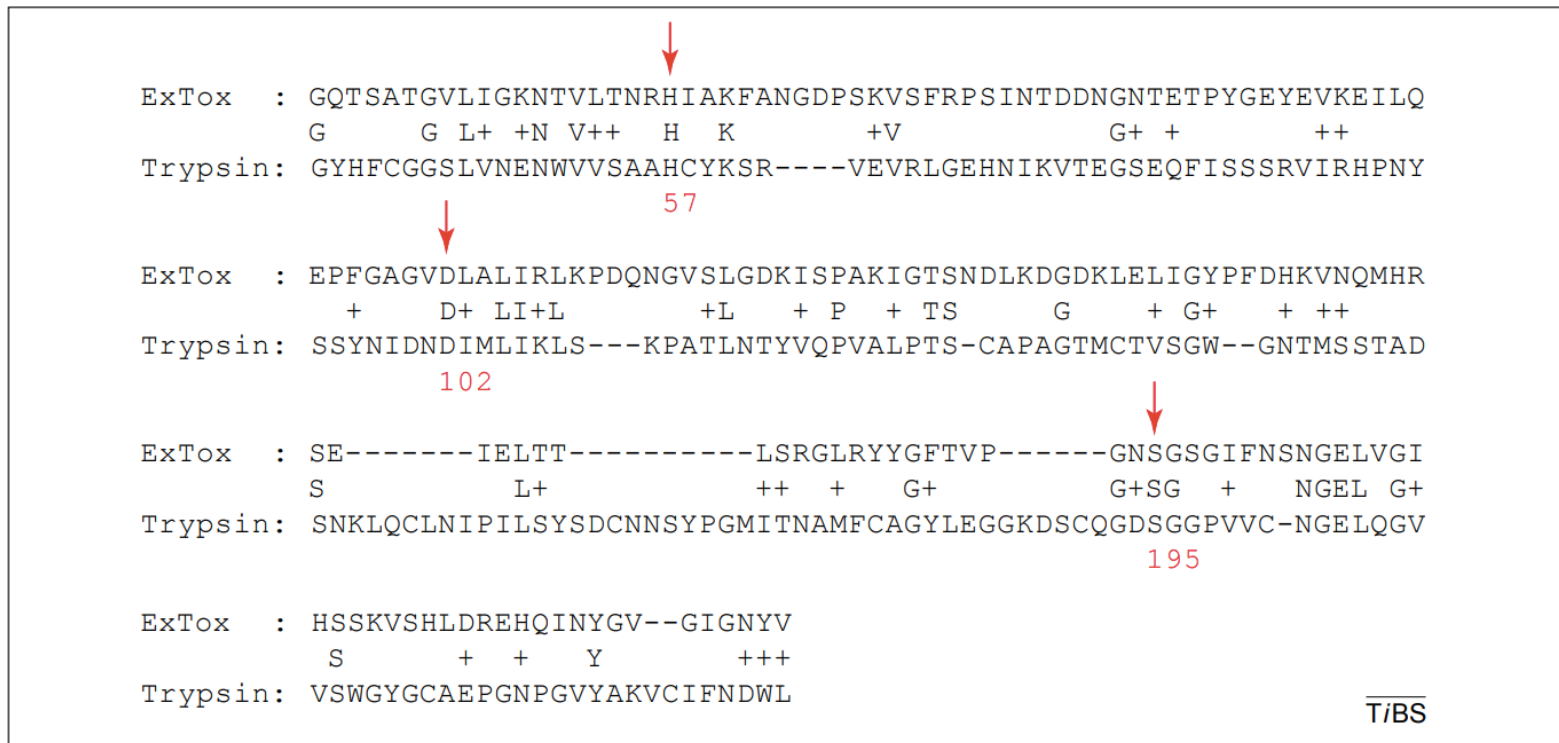 ExTox : GQTSATGVLIGKNTVLTNRHIAKFANGDPSKVSFRPSINTDDNGNTETPYGEYEVKEILQ
G G L+ +N V++ H K +V G+ + ++
Trypsin: GYHFCGGSLVNENWVVSAAHCYKSR----VEVRLGEHNIKVTEGSEQFISSSRVIRHPNY
57
ExTox : EPFGAGVDLALIRLKPDQNGVSLGDKISPAKIGTSNDLKDGDKLELIGYPFDHKVNQMHR
+ D+ LI+L +L + P + TS G + G+ + ++
Trypsin: SSYNIDNDIMLIKLS---KPATLNTYVQPVALPTS-CAPAGTMCTVSGW--GNTMSSTAD
102
ExTox : SE-------IELTT----------LSRGLRYYGFTVP------GNSGSGIFNSNGELVGI
S L+ ++ + G+ G+SG + NGEL G+
Trypsin: SNKLQCLNIPILSYSDCNNSYPGMITNAMFCAGYLEGGKDSCQGDSGGPVVC-NGELQGV
195
ExTox : HSSKVSHLDREHQINYGV--GIGNYV
S + + Y +++
Trypsin: VSWGYGCAEPGNPGVYAKVCIFNDWL
TiBS